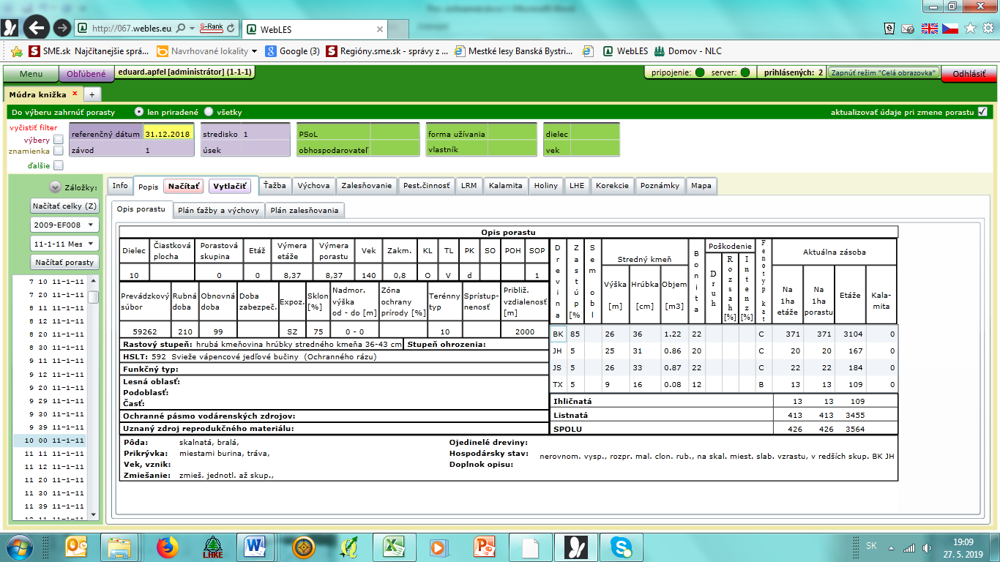 http://067.webles.eu, S-Rank
WebLES
SME.sk Najčítanejšie sprá... Navrhované lokality Google (3) Regióny.sme.sk - správy z ... Mestké lesy Banská Bystri... WebLES Domov - NLC
Menu Obľúbené eduard.apfel [administrátor] (1-1-1) pripojenie: server: prihlásených: 2 Zapnúť režim "Celá obrazovka" Odhlásiť
Múdra knižka x +
Do výberu zahrnúť porasty len priradené všetky aktualizovať údaje pri zmene porastu
vyčistiť filter
výbery
znamienka
ďalšie
referenčný dátum 31.12.2018 stredisko 1 PSoL forma užívania dielec
závod 1 úsek obhospodarovateľ vlastník vek
Záložky:
Načítať celky (Z)
2009-EF008
11-1-11 Mes
Načítať porasty
7 10 11-1-11
7 20 11-1-11
8 11 11-1-11
8 12 11-1-11
8 20 11-1-11
8 30 11-1-11
9 11 11-1-11
9 12 11-1-11
9 20 11-1-11
9 29 11-1-11
9 30 11-1-11
9 39 11-1-11
10 00 11-1-11
11 11 11-1-11
11 12 11-1-11
11 20 11-1-11
11 30 11-1-11
11 39 11-1-11
Info Popis Načítať Vytlačiť Ťažba Výchova Zalesňovanie Pest.činnosť LRM Kalamita Holiny LHE Korekcie Poznámky Mapa
Opis porastu Plán ťažby a výchovy Plán zalesňovania
Opis porastu
Dielec Čiastková plocha Porastová skupina Etáž Výmera etáže Výmera porastu Vek Zakm. KL TL PK SO POH SOP
10 0 0 8,37 8,37 140 0,8 O V d 1
Prevádzkový súbor Rubná doba Obnovná doba Doba zabezpeč. Expoz. Sklon [%] Nadmor. výška od - do [m] Zóna ochrany prírody [%] Terénny typ Sprístup-nenosť Približ. vzdialenosť [m]
59262 210 99 SZ 75 0 - 0 10 2000
Rastový stupeň: hrubá kmeňovina hrúbky stredného kmeňa 36-43 cm Stupeň ohrozenia:
HSLT: 592 Svieže vápencové jedľové bučiny (Ochranného rázu)
Funkčný typ:
Lesná oblasť:
Podoblasť:
Časť:
Ochranné pásmo vodárenských zdrojov:
Uznaný zdroj reprodukčného materiálu:
Drevina Zastúp [%] Sem obl Stredný kmeň Výška [m] Hrúbka [cm] Objem [m3] Bonita Poškodenie Druh Rozsah [%] Intenz [%] Fenotyp kat Aktuálna zásoba Na 1ha etáže Na 1ha porastu Etáže Kala-mita
BK 85 26 36 1.22 22 C 371 371 3104 0
JH 5 25 31 0.86 20 C 20 20 167 0
JS 5 26 33 0.87 22 C 22 22 184 0
TX 5 9 16 0.08 12 B 13 13 109 0
Ihličnatá 13 13 109
Listnatá 413 413 3455
SPOLU 426 426 3564
Pôda: skalnatá, bralá,
Prikrývka: miestami burina, tráva,
Vek, vznik:
Zmiešanie: zmieš. jednotl. až skup.,
Ojedinelé dreviny:
Hospodársky stav: nerovnom. vysp., rozpr. mal. clon. rub., na skal. miest. slab. vzrastu, v redších skup. BK JH
Doplnok opisu:
LAKE
SK 19:09
27. 5. 2019